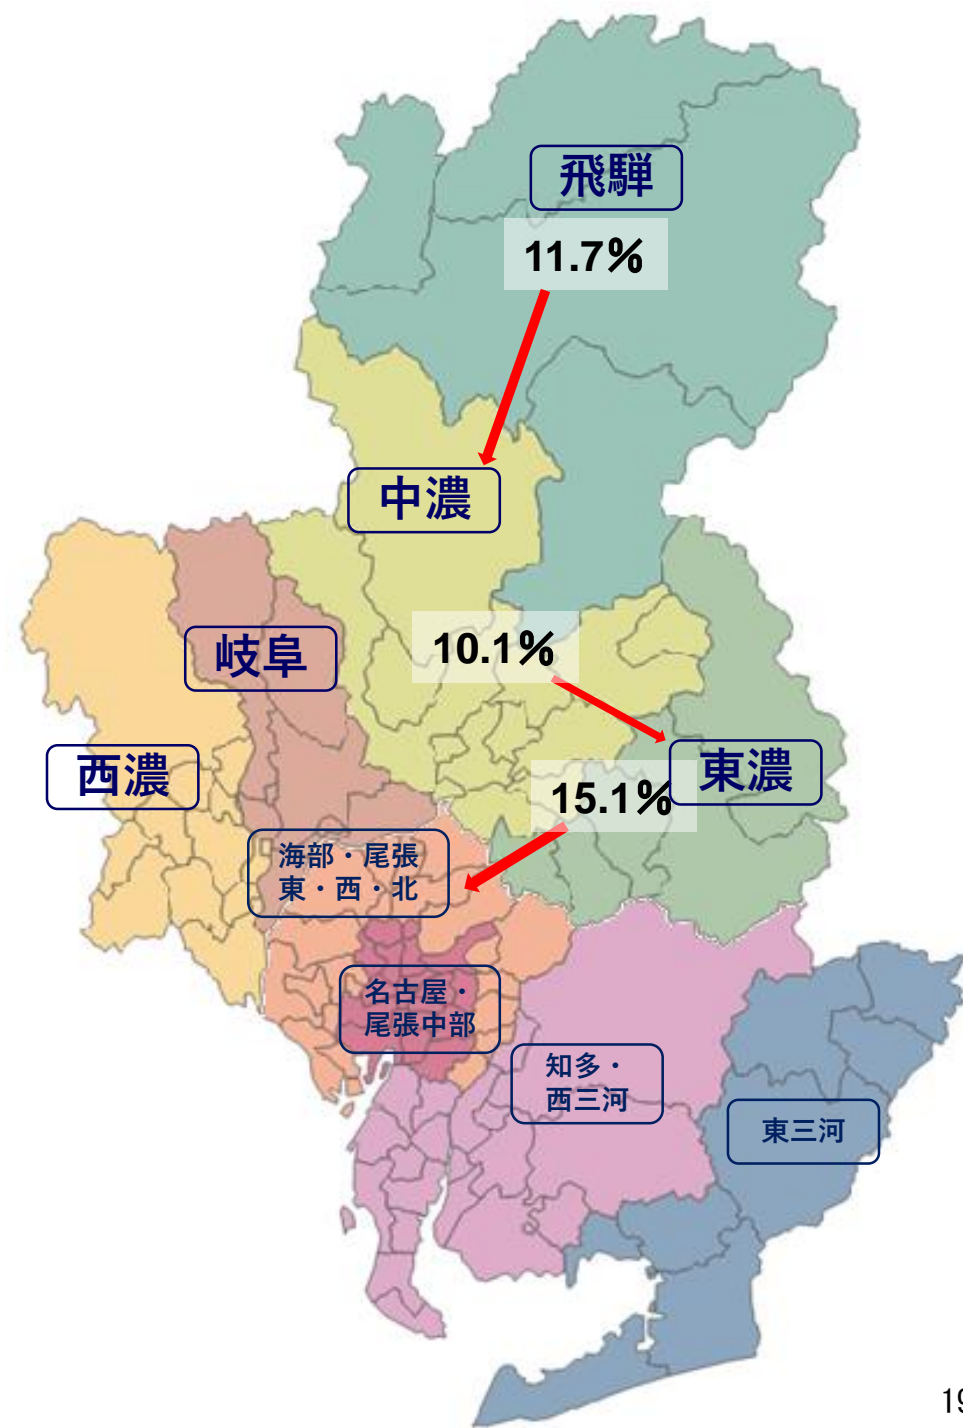 飛騨
11.7%
中濃
10.1%
岐阜
西濃
東濃
15.1%
海部・尾張
東・西・北
名古屋・
尾張中部
知多・
西三河
東三河
19